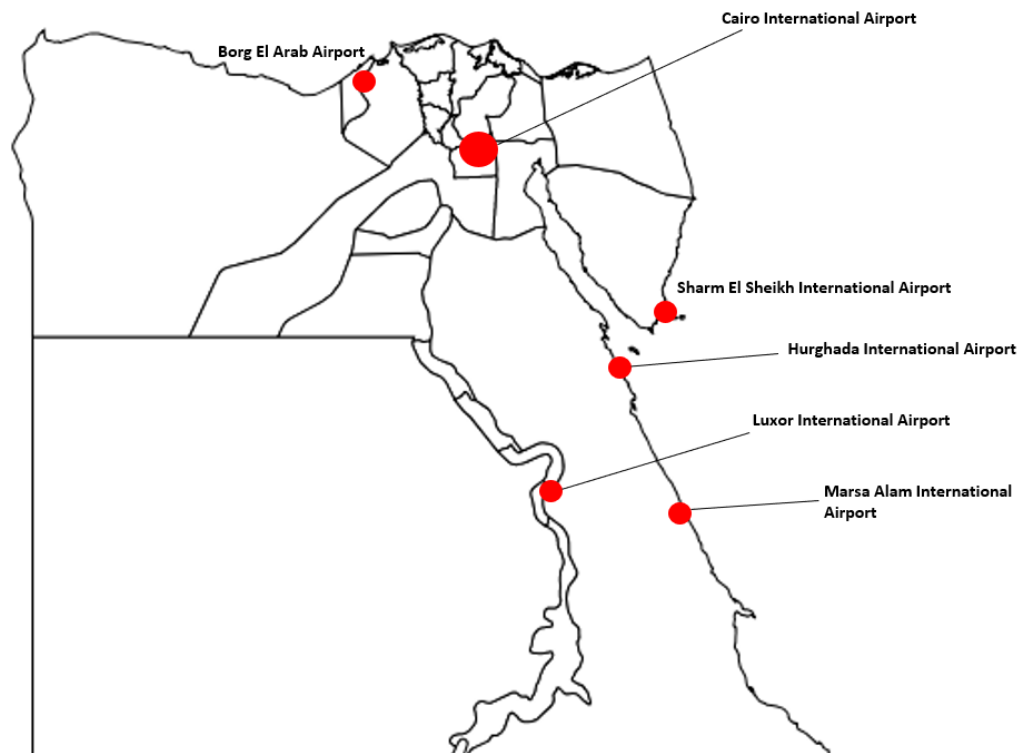 Cairo International Airport
Borg El Arab Airport
Sharm El Sheikh International Airport
Hurghada International Airport
Luxor International Airport
Marsa Alam International
Airport